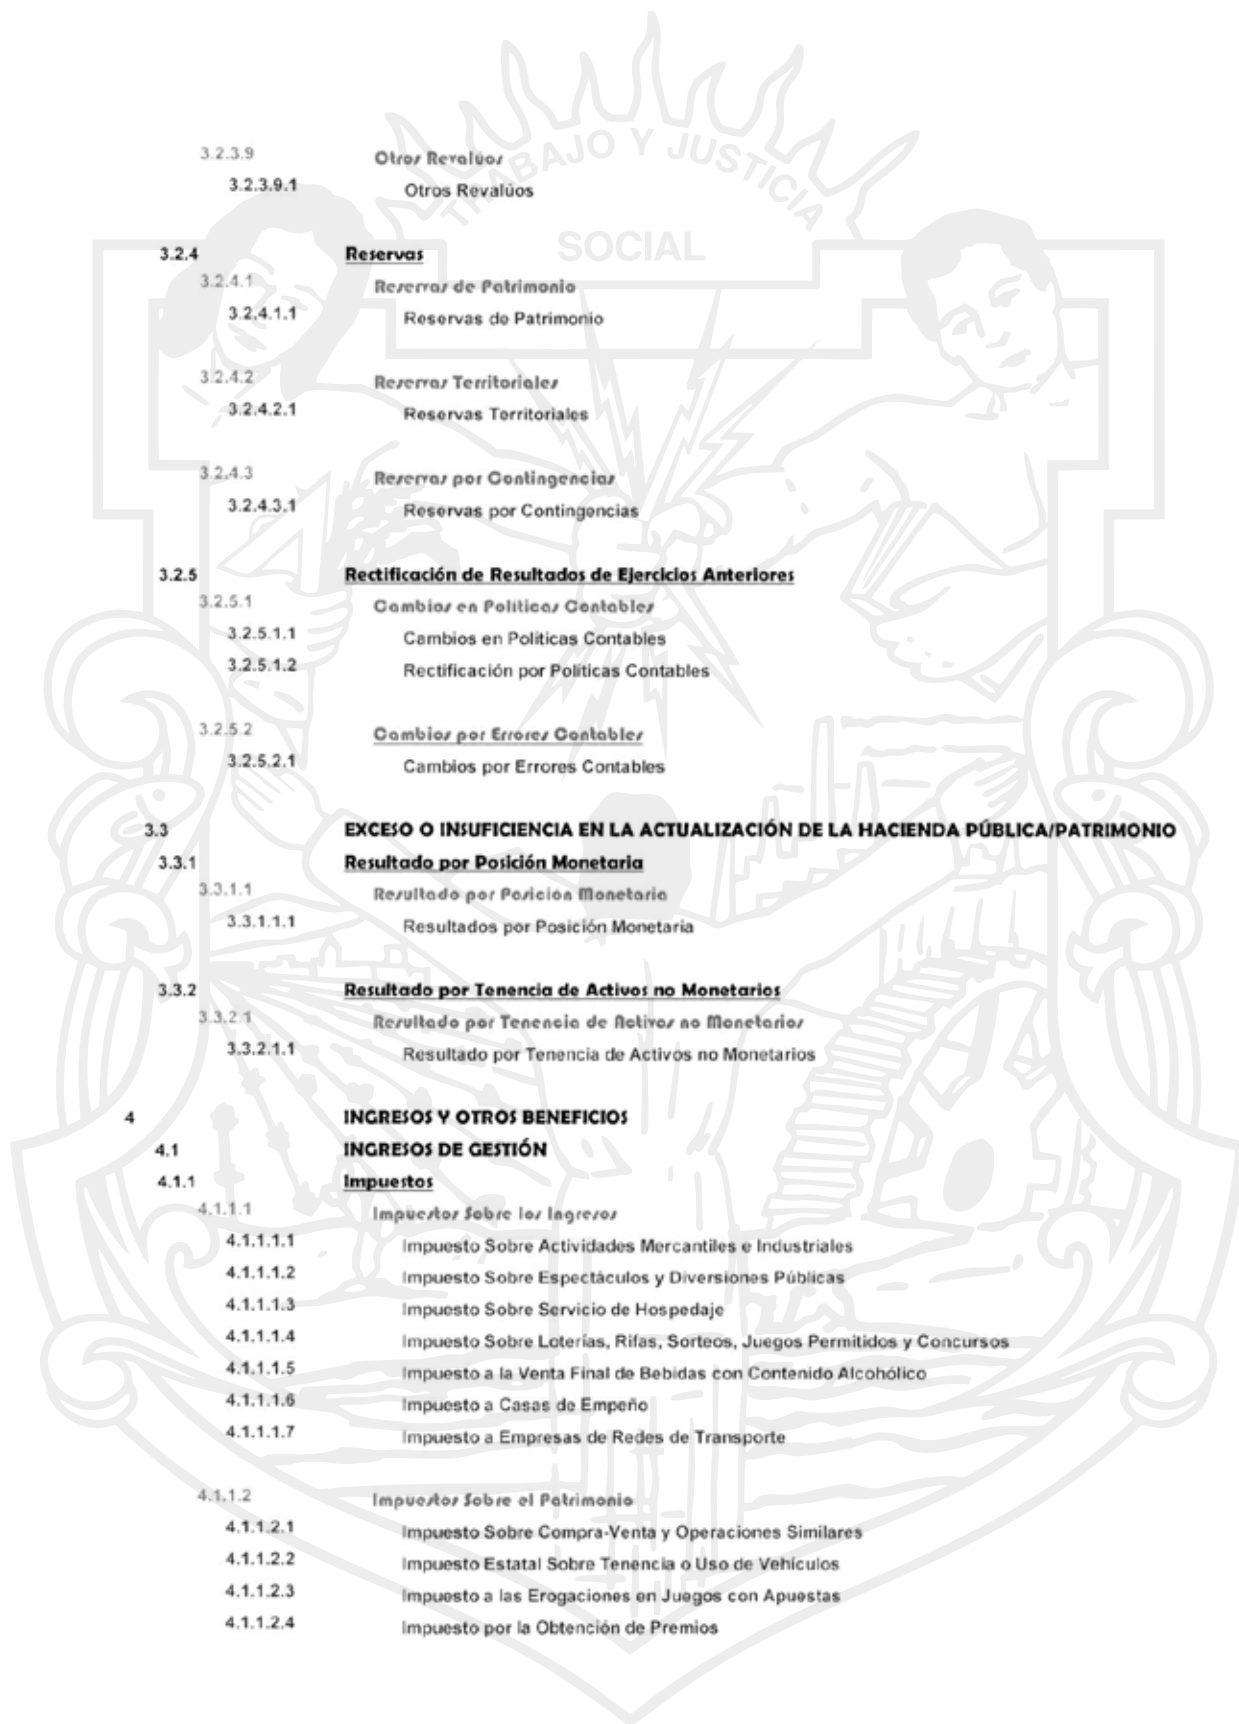 TRABAJO Y JUSTICIA
SOCIAL
3.2.3.9 Otros Revalúos
3.2.3.9.1 Otros Revalúos
3.2.4 Reservas
3.2.4.1 Reservas de Patrimonio
3.2.4.1.1 Reservas de Patrimonio
3.2.4.2 Reservas Territoriales
3.2.4.2.1 Reservas Territoriales
3.2.4.3 Reservas por Contingencias
3.2.4.3.1 Reservas por Contingencias
3.2.5 Rectificación de Resultados de Ejercicios Anteriores
3.2.5.1 Cambios en Políticas Contables
3.2.5.1.1 Cambios en Políticas Contables
3.2.5.1.2 Rectificación por Políticas Contables
3.2.5.2 Cambios por Errores Contables
3.2.5.2.1 Cambios por Errores Contables
3.3 EXCESO O INSUFICIENCIA EN LA ACTUALIZACIÓN DE LA HACIENDA PÚBLICA/PATRIMONIO
3.3.1 Resultado por Posición Monetaria
3.3.1.1 Resultado por Posición Monetaria
3.3.1.1.1 Resultados por Posición Monetaria
3.3.2 Resultado por Tenencia de Activos no Monetarios
3.3.2.1 Resultado por Tenencia de Activos no Monetarios
3.3.2.1.1 Resultado por Tenencia de Activos no Monetarios
4 INGRESOS Y OTROS BENEFICIOS
4.1 INGRESOS DE GESTIÓN
4.1.1 Impuestos
4.1.1.1 Impuestos Sobre los Ingresos
4.1.1.1.1 Impuesto Sobre Actividades Mercantiles e Industriales
4.1.1.1.2 Impuesto Sobre Espectáculos y Diversiones Públicas
4.1.1.1.3 Impuesto Sobre Servicio de Hospedaje
4.1.1.1.4 Impuesto Sobre Loterías, Rifas, Sorteos, Juegos Permitidos y Concursos
4.1.1.1.5 Impuesto a la Venta Final de Bebidas con Contenido Alcohólico
4.1.1.1.6 Impuesto a Casas de Empeño
4.1.1.1.7 Impuesto a Empresas de Redes de Transporte
4.1.1.2 Impuestos Sobre el Patrimonio
4.1.1.2.1 Impuesto Sobre Compra-Venta y Operaciones Similares
4.1.1.2.2 Impuesto Estatal Sobre Tenencia o Uso de Vehículos
4.1.1.2.3 Impuesto a las Erogaciones en Juegos con Apuestas
4.1.1.2.4 Impuesto por la Obtención de Premios